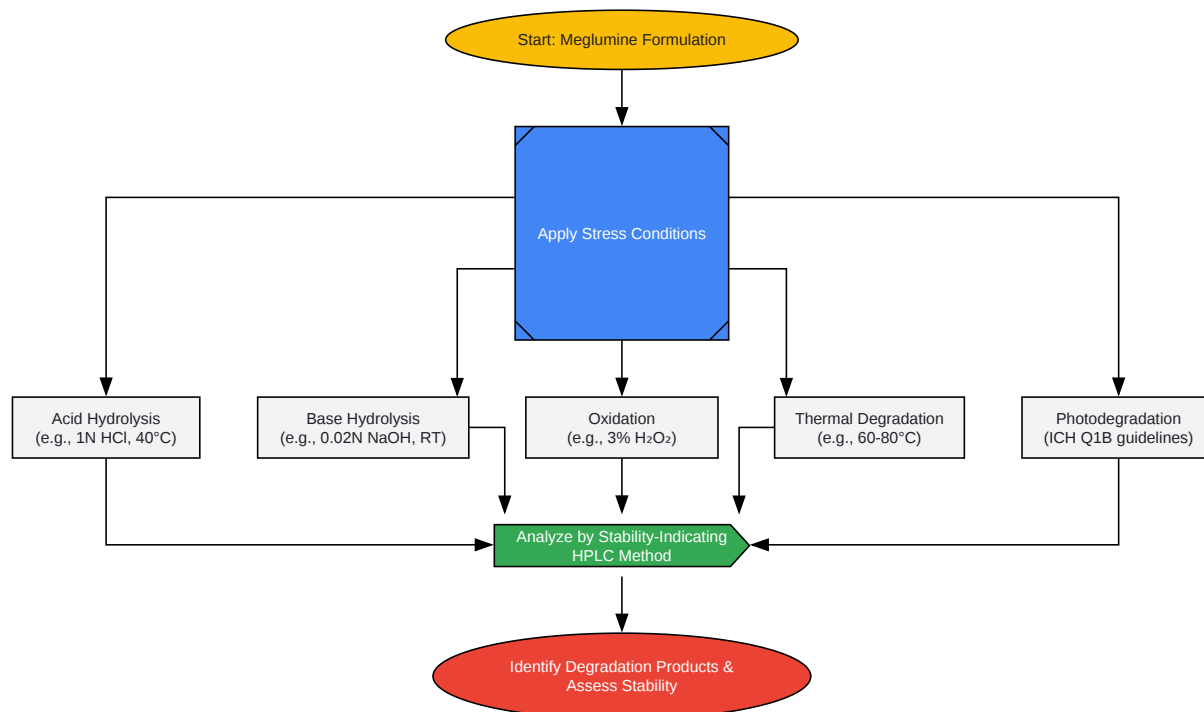 Start: Meglumine Formulation
Apply Stress Conditions
Acid Hydrolysis
(e.g., 1N HCl, 40°C)
Base Hydrolysis
(e.g., 0.02N NaOH, RT)
Oxidation
(e.g., 3% H₂O₂)
Thermal Degradation
(e.g., 60-80°C)
Photodegradation
(ICH Q1B guidelines)
Analyze by Stability-Indicating
HPLC Method
Identify Degradation Products &
Assess Stability